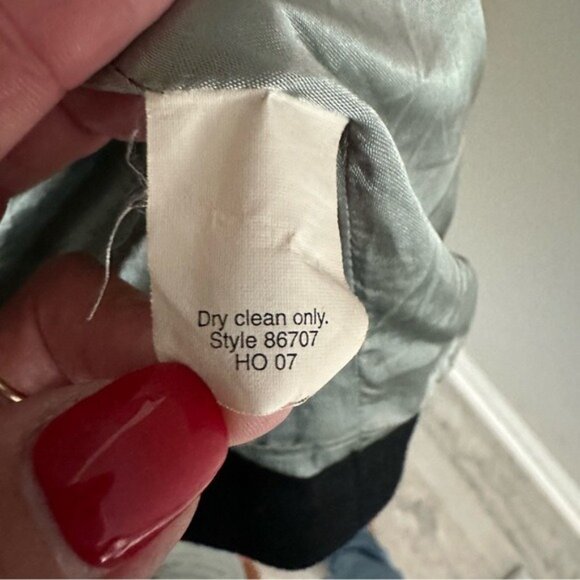 Dry clean only.
Style 86707
HO 07